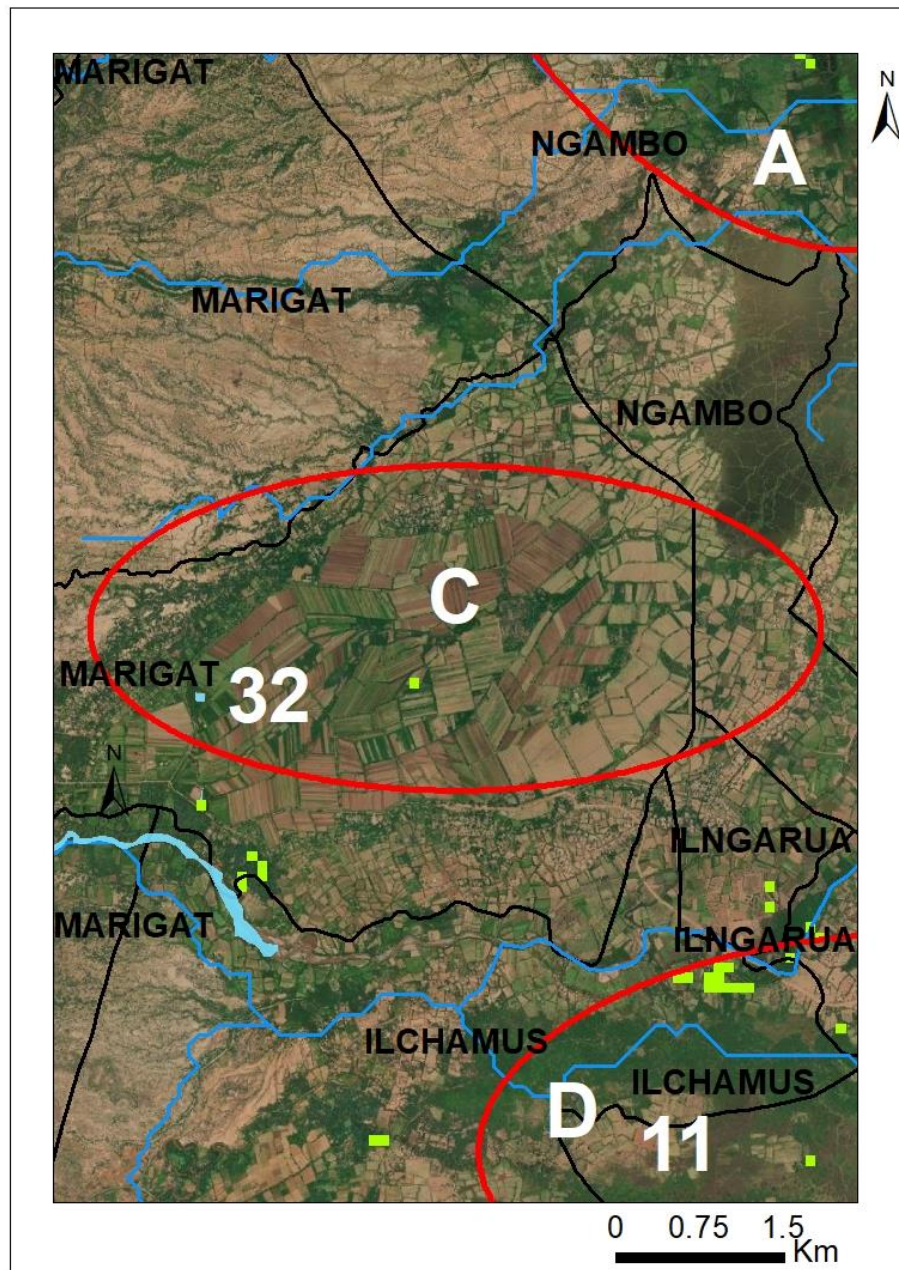 MARIGAT
N
NGAMBO
A
MARIGAT
NGAMBO
C
MARIGAT
32
N
ILNGARUA
MARIGAT
ILNGARUA
ILCHAMUS
ILCHAMUS
D
11
0 0.75 1.5
Km